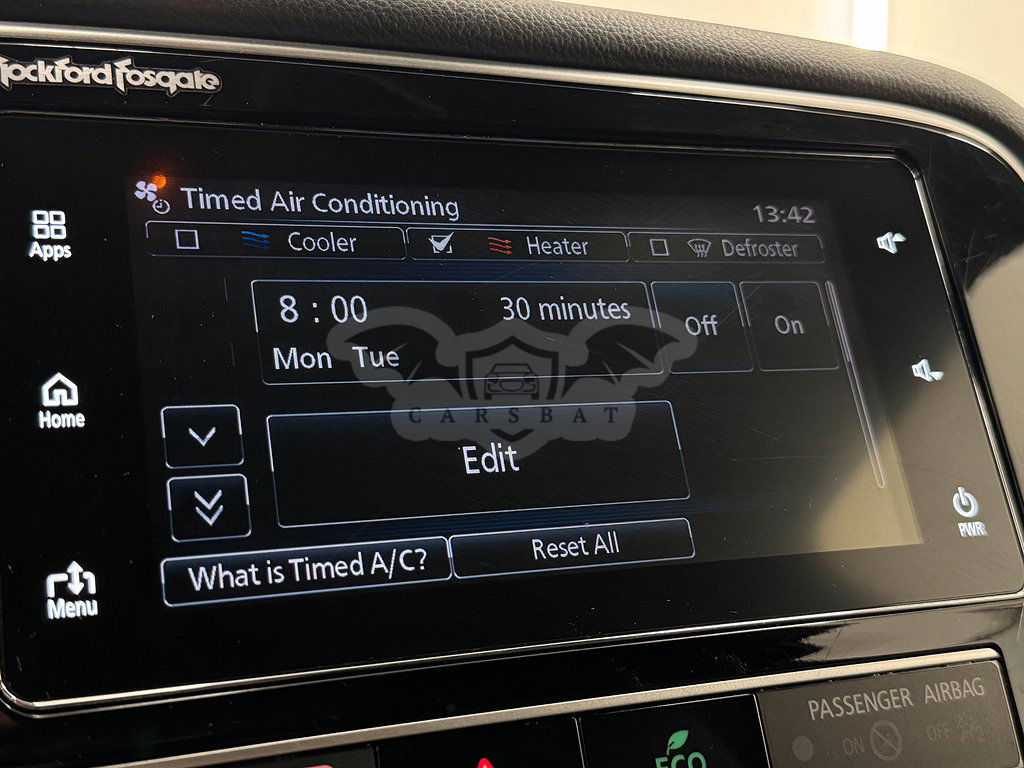 Rockford Fosgate
Timed Air Conditioning
13:42
Apps
Cooler
Heater
Defroster
8 : 00
30 minutes
Off
On
Mon Tue
Home
CARSBAT
Edit
PWR
What is Timed A/C?
Reset All
Menu
PASSENGER AIRBAG
ON
OFF
ECO